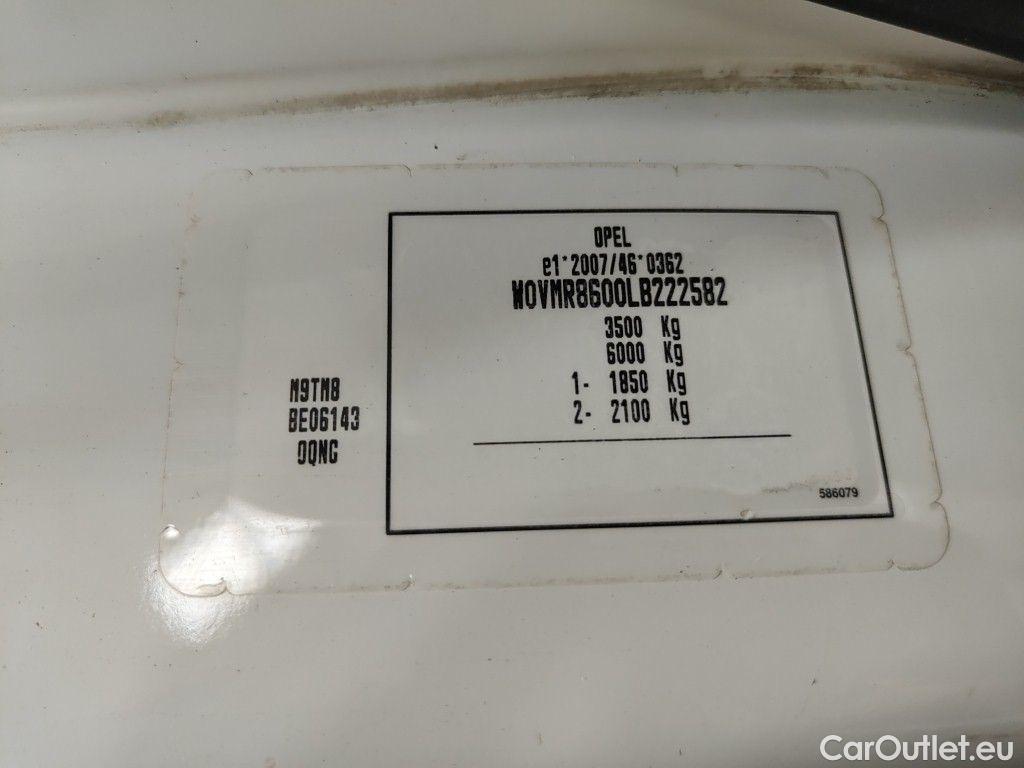 OPEL
e1*2007/46*0362
W0VMR8600LB222582
3500 Kg
6000 Kg
1- 1850 Kg
2- 2100 Kg
M9TM8
BE06143
0QNG
586079
CarOutlet.eu